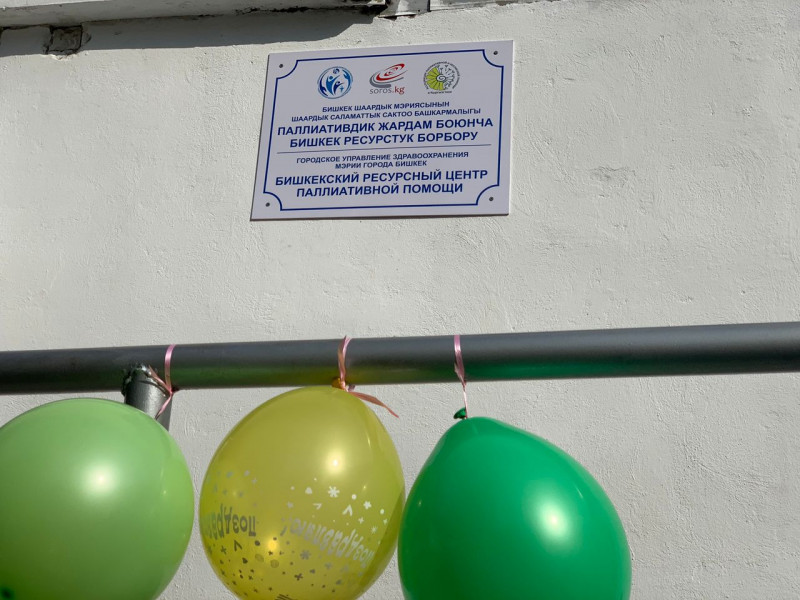 soros.kg
БИШКЕК ШААРДЫК МЭРИЯСЫНЫН
ШААРДЫК САЛАМАТТЫК САКТОО БАШКАРМАЛЫГЫ
ПАЛЛИАТИВДИК ЖАРДАМ БОЮНЧА
БИШКЕК РЕСУРСТУК БОРБОРУ
ГОРОДСКОЕ УПРАВЛЕНИЕ ЗДРАВООХРАНЕНИЯ
МЭРИИ ГОРОДА БИШКЕК
БИШКЕКСКИЙ РЕСУРСНЫЙ ЦЕНТР
ПАЛЛИАТИВНОЙ ПОМОЩИ